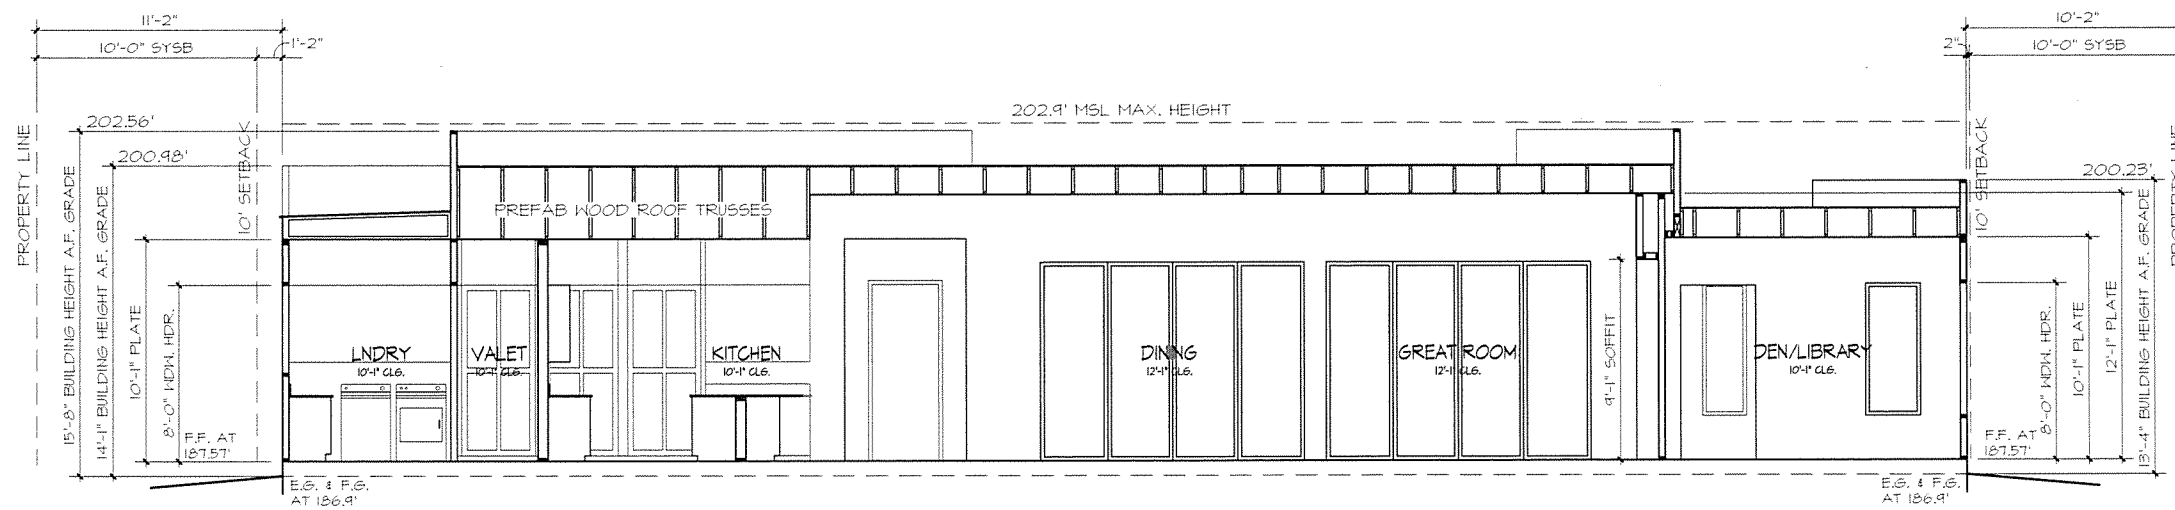 11'-2"
10'-0" SYSB
1'-2"
10'-2"
2"
10'-0" SYSB
202.9' MSL MAX. HEIGHT
202.56'
200.98'
200.23'
PROPERTY LINE
15'-8" BUILDING HEIGHT A.F. GRADE
14'-1" BUILDING HEIGHT A.F. GRADE
10'-1" PLATE
8'-0" WDW. HDR.
10' SETBACK
F.F. AT
187.57'
E.G. & F.G.
AT 186.9'
PREFAB WOOD ROOF TRUSSES
LNDRY
10'-1" CLG.
VALET
10'-1" CLG.
KITCHEN
10'-1" CLG.
DINING
12'-1" CLG.
GREAT ROOM
12'-1" CLG.
9'-1" SOFFIT
DEN/LIBRARY
10'-1" CLG.
10' SETBACK
F.F. AT
187.57'
8'-0" WDW. HDR.
10'-1" PLATE
12'-1" PLATE
13'-4" BUILDING HEIGHT A.F. GRADE
PROPERTY LINE
E.G. & F.G.
AT 186.9'